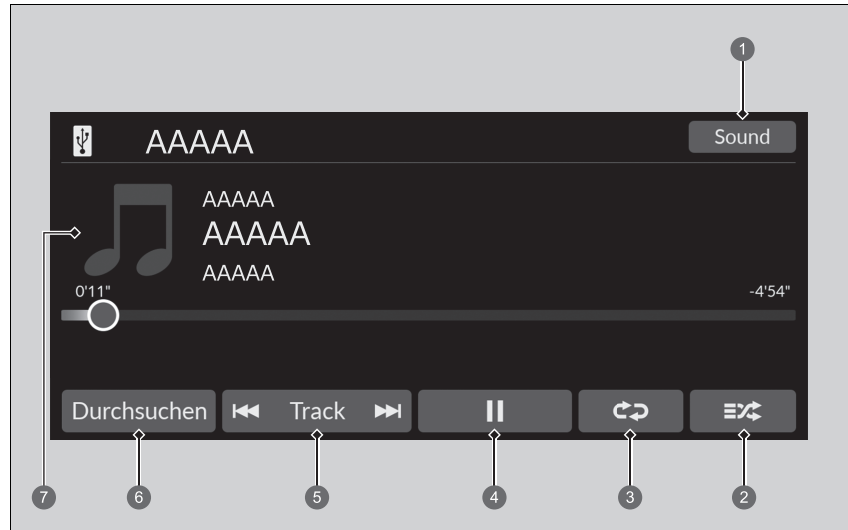 1
AAAAA
Sound
AAAAA
AAAAA
AAAAA
7
0'11"
-4'54"
Durchsuchen
Track
6
5
4
3
2